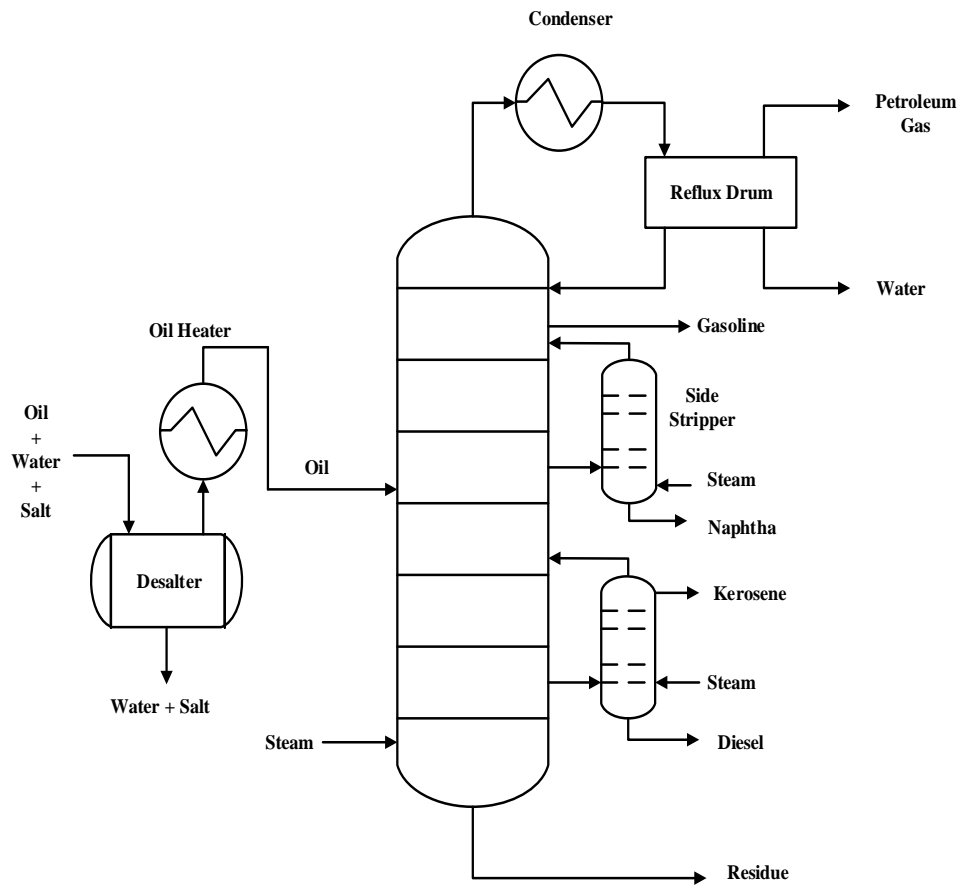 Condenser
Petroleum
Gas
Reflux Drum
Water
Gasoline
Oil Heater
Side
Stripper
Oil
+
Water
+
Salt
Oil
Steam
Naphtha
Desalter
Kerosene
Steam
Water + Salt
Steam
Diesel
Residue